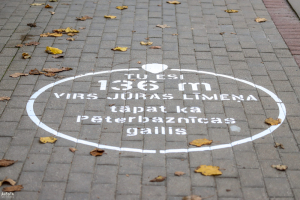 TU ESI
136 m
VIRS JŪRAS LĪMEŅA
tāpat kā
Pēterbaznīcas
gailis